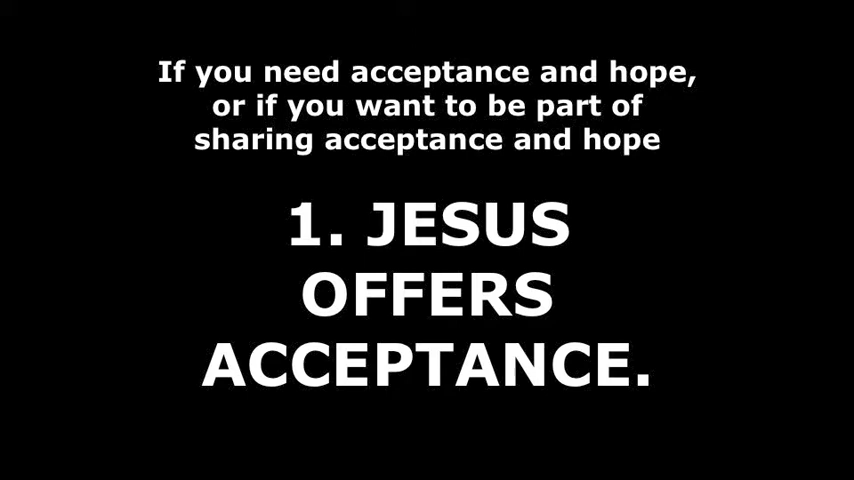 If you need acceptance and hope,
or if you want to be part of
sharing acceptance and hope
1. JESUS
OFFERS
ACCEPTANCE.